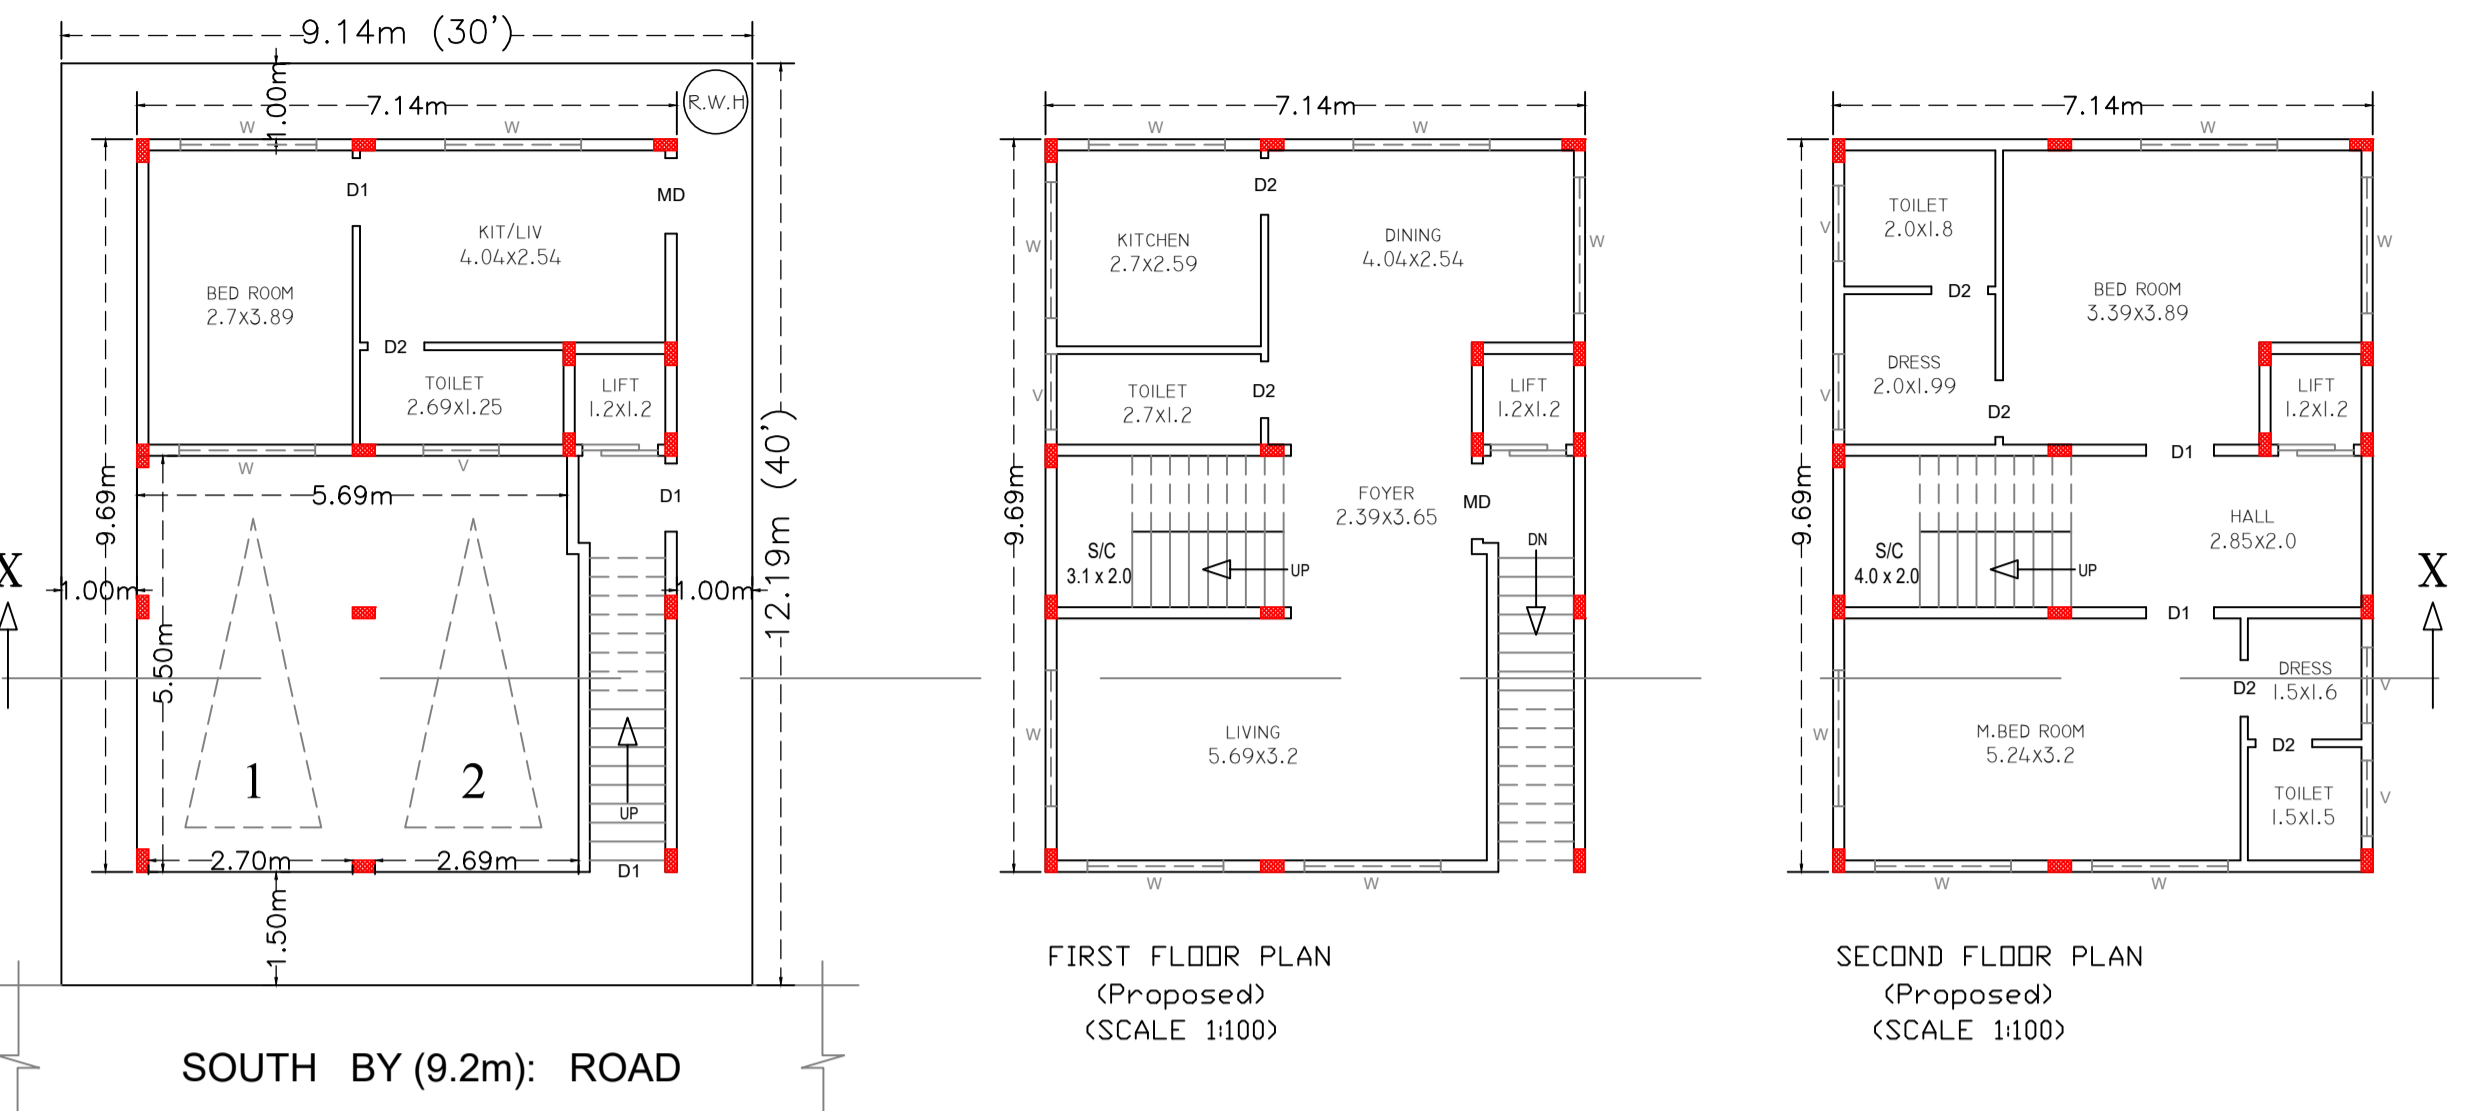 9.14m (30')
1.00m
7.14m
R.W.H
W
W
D1
MD
KIT/LIV
4.04X2.54
BED ROOM
2.7X3.89
D2
TOILET
2.69X1.25
LIFT
1.2X1.2
W
V
5.69m
D1
9.69m
12.19m (40')
X
1.00m
1.00m
5.50m
1
2
UP
2.70m
2.69m
D1
1.50m
SOUTH BY (9.2m): ROAD
7.14m
W
W
D2
KITCHEN
2.7X2.59
DINING
4.04X2.54
W
W
TOILET
2.7X1.2
D2
V
LIFT
1.2X1.2
9.69m
FOYER
2.39X3.65
MD
S/C
3.1 x 2.0
UP
DN
LIVING
5.69X3.2
W
W
W
FIRST FLOOR PLAN
(Proposed)
(SCALE 1:100)
7.14m
W
TOILET
2.0X1.8
V
W
D2
BED ROOM
3.39X3.89
DRESS
2.0X1.99
V
D2
LIFT
1.2X1.2
D1
9.69m
HALL
2.85X2.0
S/C
4.0 x 2.0
UP
X
D1
DRESS
1.5X1.6
D2
V
M.BED ROOM
5.24X3.2
W
D2
TOILET
1.5X1.5
V
W
W
SECOND FLOOR PLAN
(Proposed)
(SCALE 1:100)